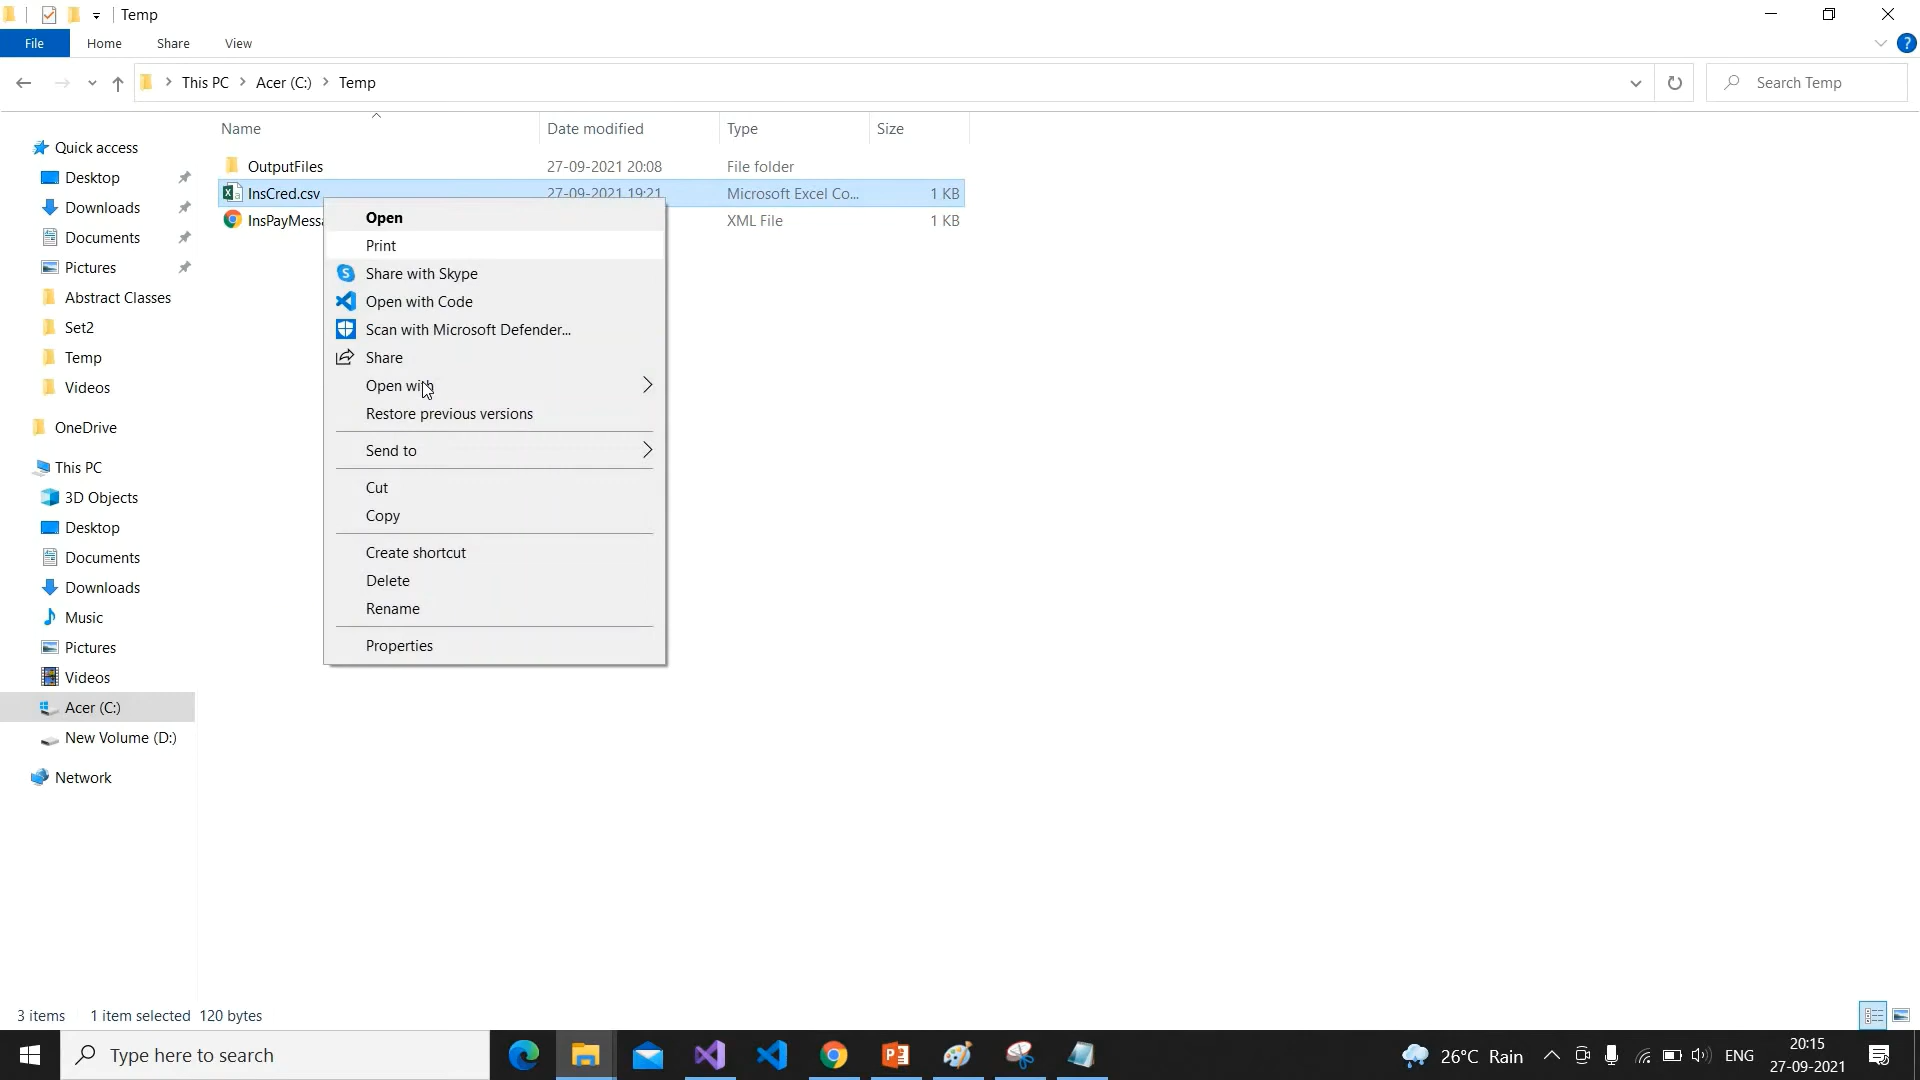 Temp
File Home Share View
This PC Acer (C:) Temp
Search Temp
Name Date modified Type Size
OutputFiles 27-09-2021 20:08 File folder
InsCred.csv 27-09-2021 19:21 Microsoft Excel Co... 1 KB
InsPayMess XML File 1 KB
Quick access
Desktop
Downloads
Documents
Pictures
Abstract Classes
Set2
Temp
Videos
OneDrive
This PC
3D Objects
Desktop
Documents
Downloads
Music
Pictures
Videos
Acer (C:)
New Volume (D:)
Network
Open
Print
Share with Skype
Open with Code
Scan with Microsoft Defender...
Share
Open with
Restore previous versions
Send to
Cut
Copy
Create shortcut
Delete
Rename
Properties
3 items 1 item selected 120 bytes
Type here to search
26°C Rain
ENG
20:15
27-09-2021